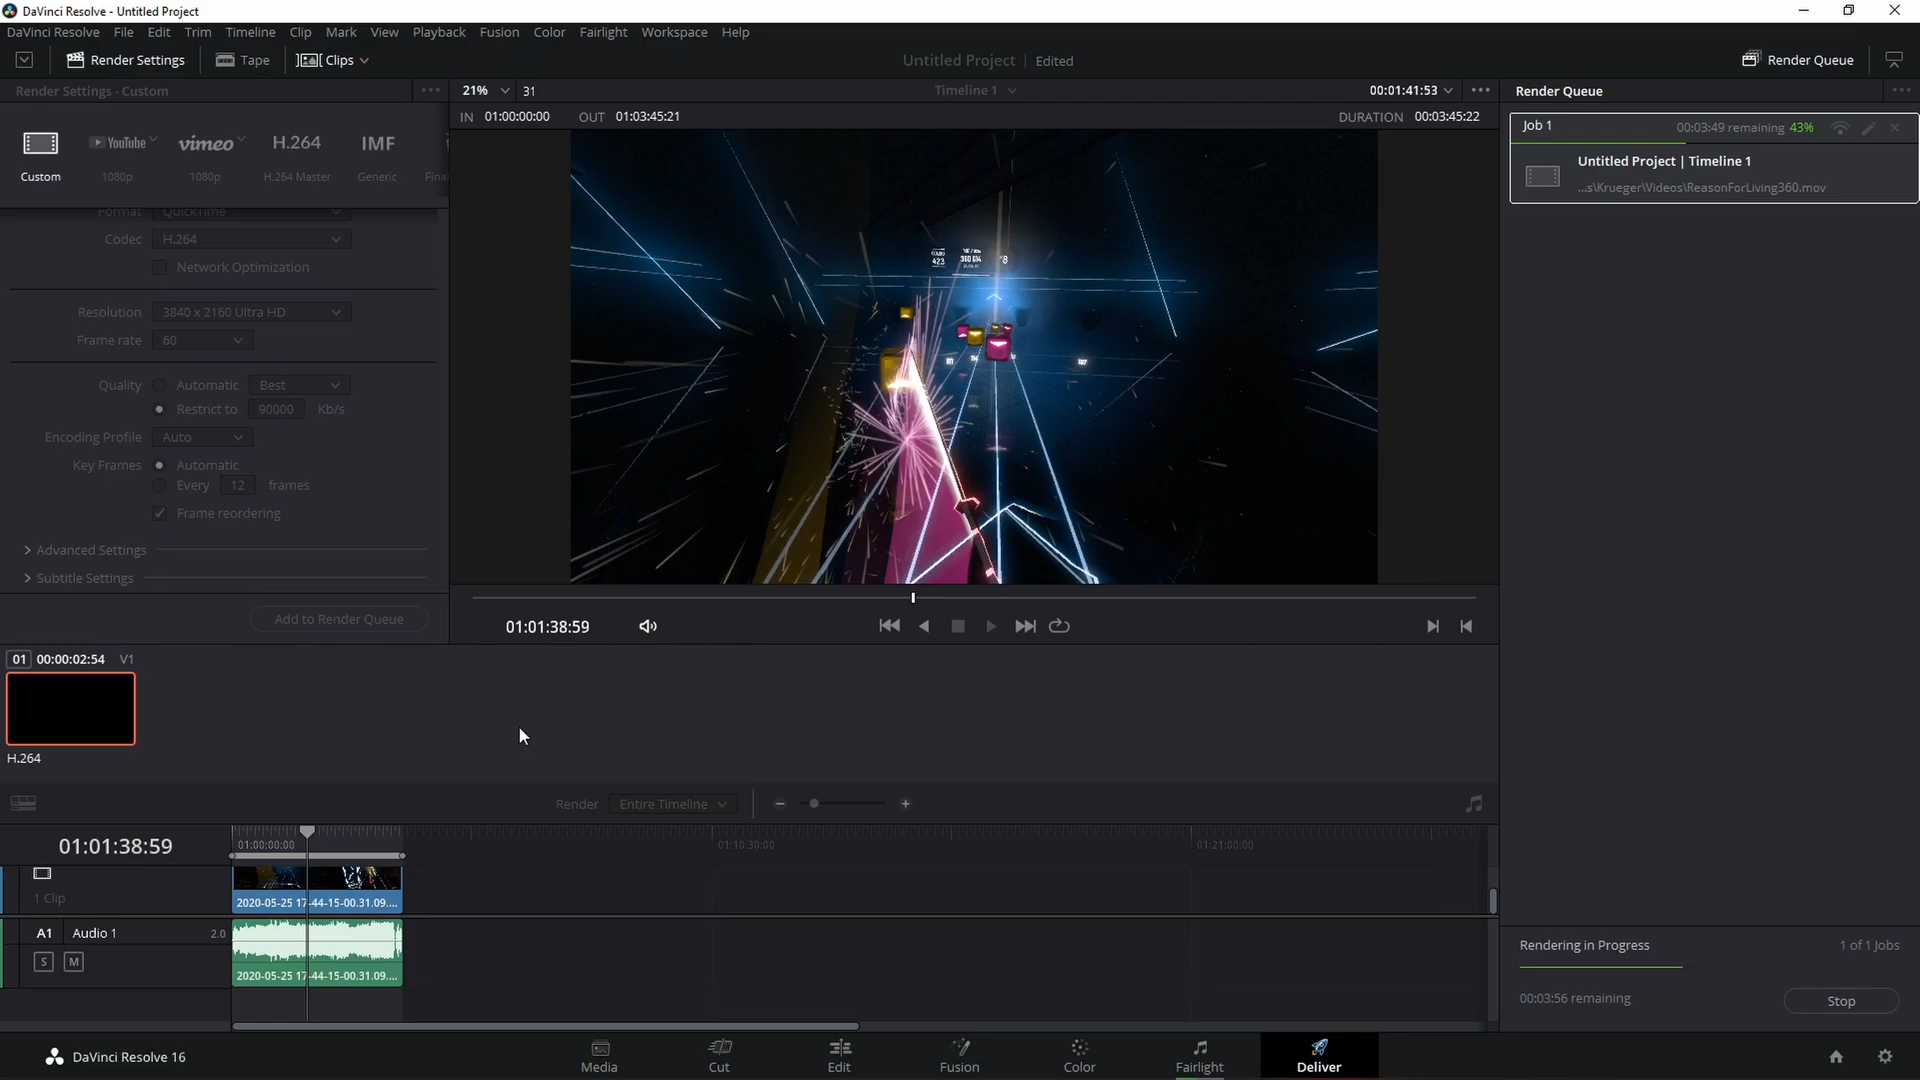 DaVinci Resolve - Untitled Project
DaVinci Resolve File Edit Trim Timeline Clip Mark View Playback Fusion Color Fairlight Workspace Help
Render Settings Tape Clips Untitled Project Edited Render Queue
Render Settings - Custom 21% 31 Timeline 1 00:01:41:53 Render Queue
IN 01:00:00:00 OUT 01:03:45:21 DURATION 00:03:45:22
Job 1 00:03:49 remaining 43%
YouTube vimeo H.264 IMF
Custom 1080p 1080p H.264 Master Generic Fina
Untitled Project | Timeline 1
...s\Krueger\Videos\ReasonForLiving360.mov
Format QuickTime
Codec H.264
Network Optimization
423
Resolution 3840 x 2160 Ultra HD
Frame rate 60
Quality Automatic Best
Restrict to 90000 Kb/s
Encoding Profile Auto
Key Frames Automatic
Every 12 frames
Frame reordering
Advanced Settings
Subtitle Settings
Add to Render Queue
01:01:38:59
01 00:00:02:54 V1
H.264
Render Entire Timeline
01:01:38:59
01:00:00:00 01:10:30:00 01:21:00:00
1 Clip
2020-05-25 17-44-15-00.31.09....
A1 Audio 1 2.0
S M
2020-05-25 17-44-15-00.31.09....
Rendering in Progress 1 of 1 Jobs
00:03:56 remaining Stop
DaVinci Resolve 16 Media Cut Edit Fusion Color Fairlight Deliver